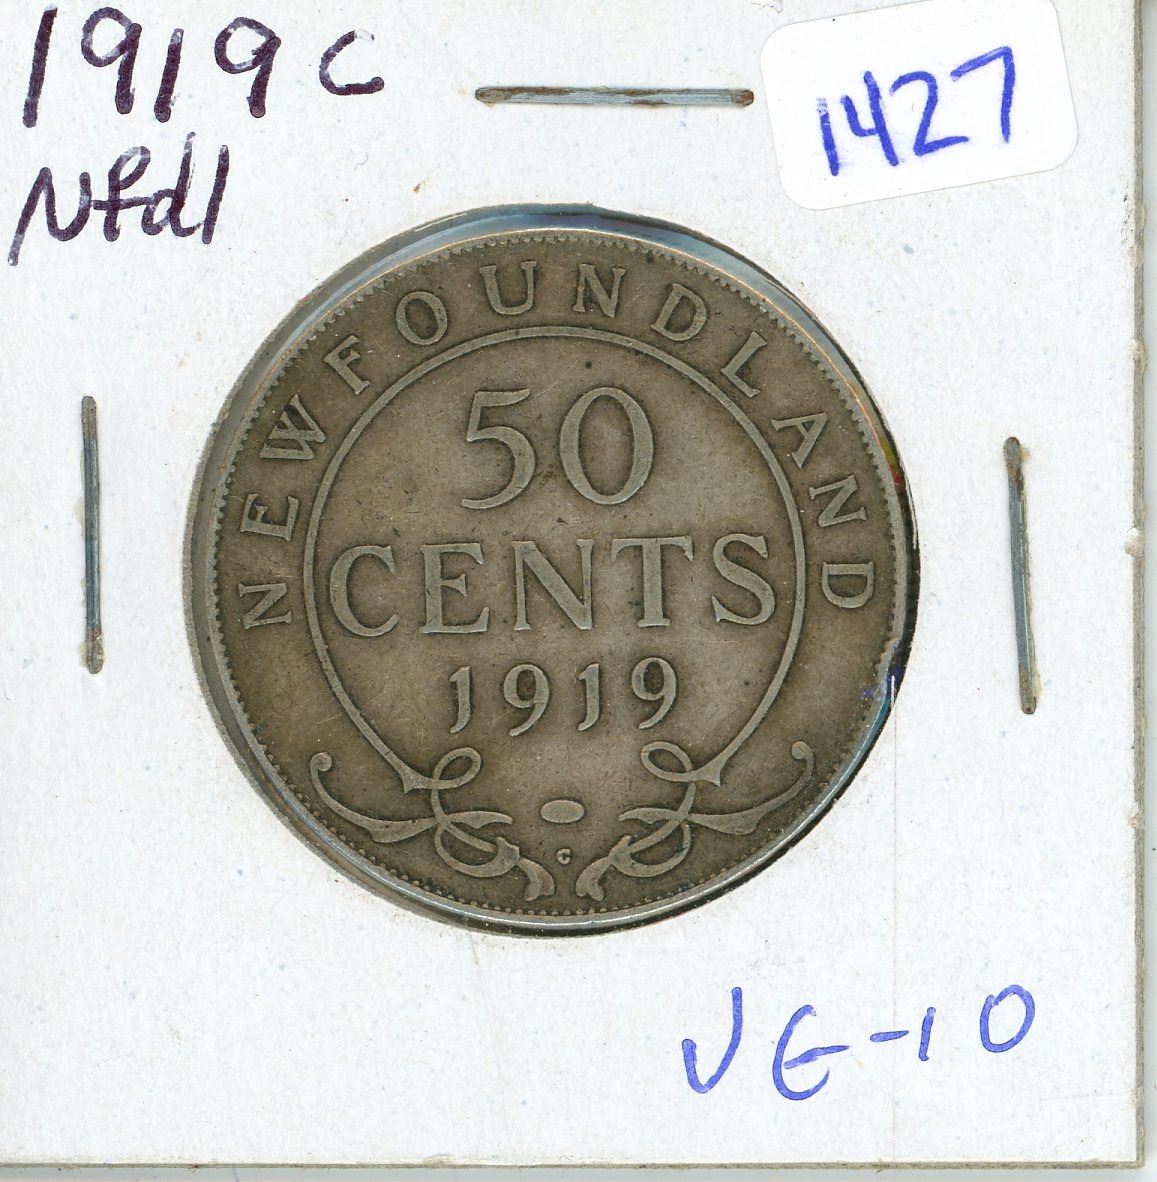 1919 C
Nfdl
1427
NEWFOUNDLAND
50
CENTS
1919
C
VG-10